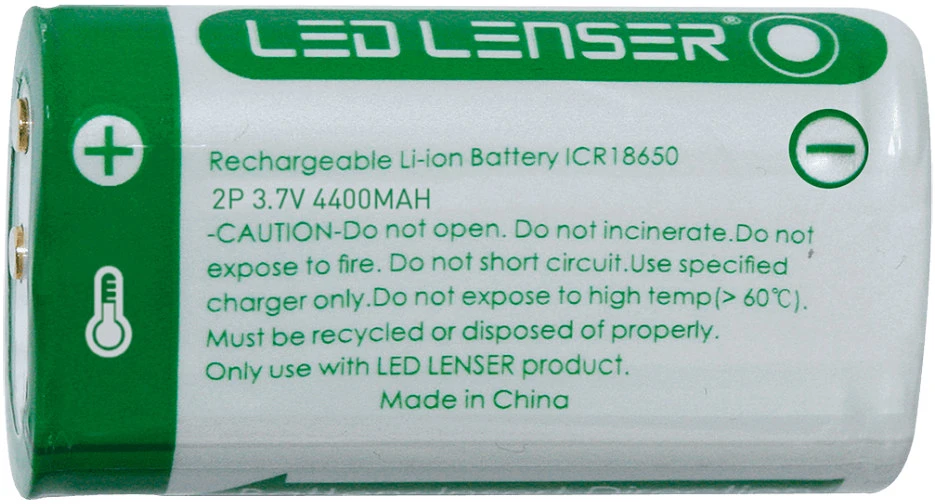 LED LENSER®
+
−
Rechargeable Li-ion Battery ICR18650
2P 3.7V 4400MAH
-CAUTION-Do not open. Do not incinerate.Do not
expose to fire. Do not short circuit.Use specified
charger only.Do not expose to high temp(> 60℃).
Must be recycled or disposed of properly.
Only use with LED LENSER product.
Made in China